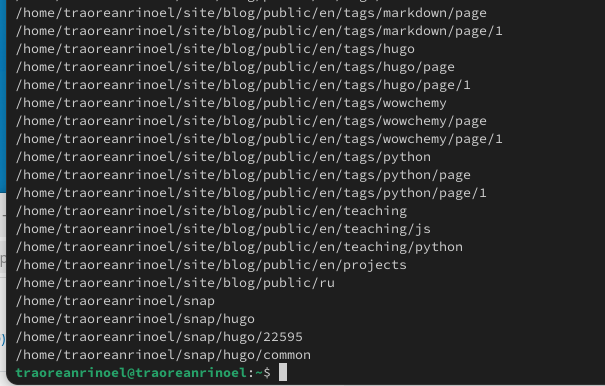 /home/traoreanrinoel/site/blog/public/en/tags/markdown/page
/home/traoreanrinoel/site/blog/public/en/tags/markdown/page/1
/home/traoreanrinoel/site/blog/public/en/tags/hugo
/home/traoreanrinoel/site/blog/public/en/tags/hugo/page
/home/traoreanrinoel/site/blog/public/en/tags/hugo/page/1
/home/traoreanrinoel/site/blog/public/en/tags/wowchemy
/home/traoreanrinoel/site/blog/public/en/tags/wowchemy/page
/home/traoreanrinoel/site/blog/public/en/tags/wowchemy/page/1
/home/traoreanrinoel/site/blog/public/en/tags/python
/home/traoreanrinoel/site/blog/public/en/tags/python/page
/home/traoreanrinoel/site/blog/public/en/tags/python/page/1
/home/traoreanrinoel/site/blog/public/en/teaching
/home/traoreanrinoel/site/blog/public/en/teaching/js
/home/traoreanrinoel/site/blog/public/en/teaching/python
/home/traoreanrinoel/site/blog/public/en/projects
/home/traoreanrinoel/site/blog/public/ru
/home/traoreanrinoel/snap
/home/traoreanrinoel/snap/hugo
/home/traoreanrinoel/snap/hugo/22595
/home/traoreanrinoel/snap/hugo/common
traoreanrinoel@traoreanrinoel:~$